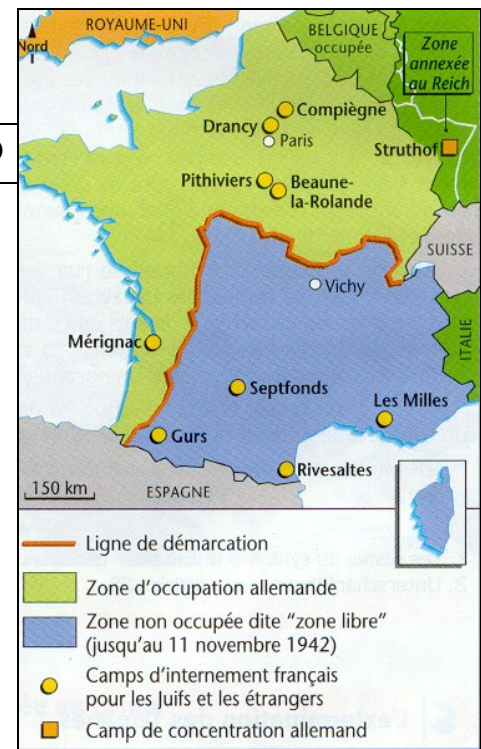 ROYAUME-UNI
Nord
BELGIQUE
occupée
Zone
annexée
au Reich
Compiègne
Drancy
Paris
Struthof
Pithiviers
Beaune-
la-Rolande
SUISSE
Vichy
ITALIE
Mérignac
Septfonds
Les Milles
Gurs
Rivesaltes
150 km
ESPAGNE
Ligne de démarcation
Zone d'occupation allemande
Zone non occupée dite "zone libre"
(jusqu'au 11 novembre 1942)
Camps d'internement français
pour les Juifs et les étrangers
Camp de concentration allemand